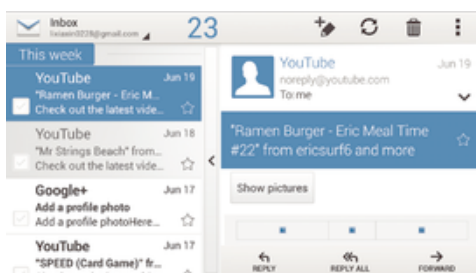 Inbox
23
This week
YouTube Jun 19
"Ramen Burger - Eric M...
Check out the latest vide...
YouTube Jun 18
"Mr Strings Beach" from...
Check out the latest vide...
Google+ Jun 17
Add a profile photo
Add a profile photoHere...
YouTube Jun 17
"SPEED (Card Game)" fr...
YouTube Jun 19
noreply@youtube.com
To: me
"Ramen Burger - Eric Meal Time
#22" from ericsurf6 and more
Show pictures
REPLY REPLY ALL FORWARD